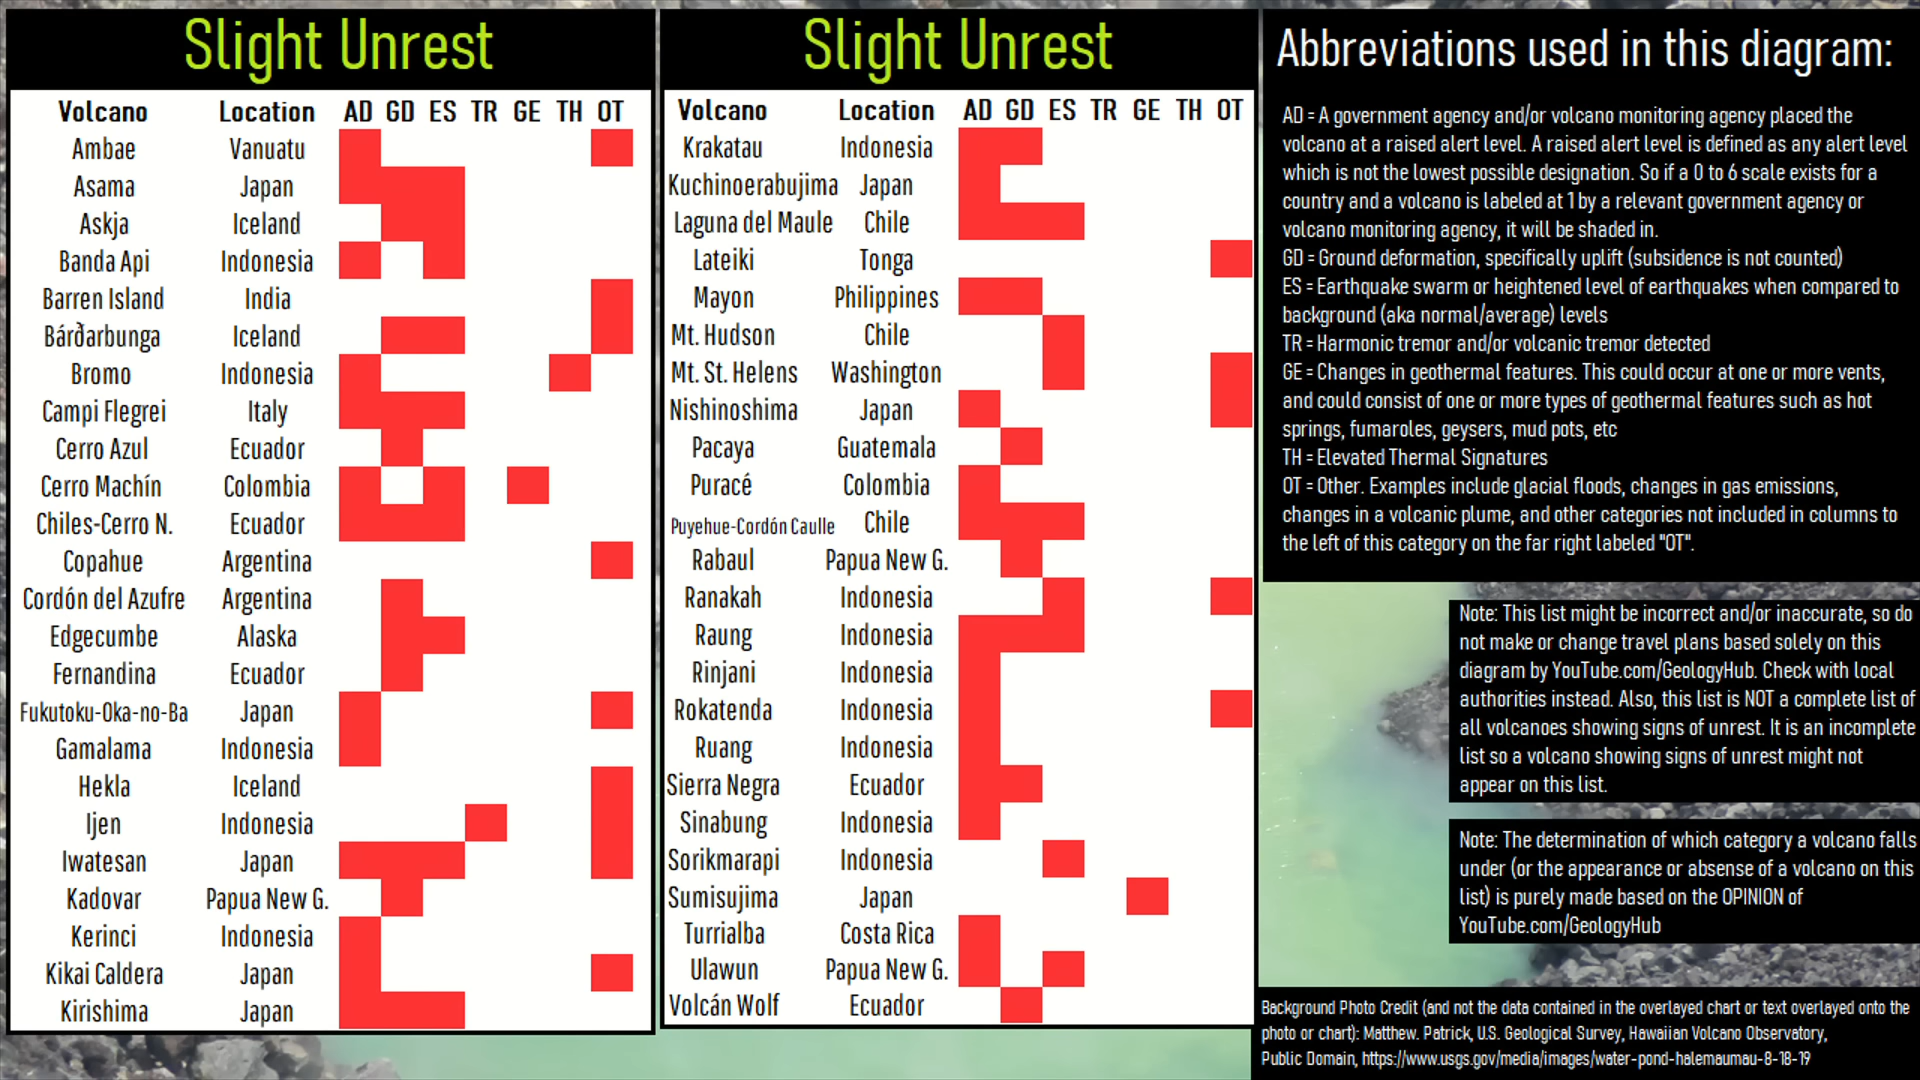 Slight Unrest
Volcano Location AD GD ES TR GE TH OT
Ambae Vanuatu
Asama Japan
Askja Iceland
Banda Api Indonesia
Barren Island India
Bárðarbunga Iceland
Bromo Indonesia
Campi Flegrei Italy
Cerro Azul Ecuador
Cerro Machín Colombia
Chiles-Cerro N. Ecuador
Copahue Argentina
Cordón del Azufre Argentina
Edgecumbe Alaska
Fernandina Ecuador
Fukutoku-Oka-no-Ba Japan
Gamalama Indonesia
Hekla Iceland
Ijen Indonesia
Iwatesan Japan
Kadovar Papua New G.
Kerinci Indonesia
Kikai Caldera Japan
Kirishima Japan
Slight Unrest
Volcano Location AD GD ES TR GE TH OT
Krakatau Indonesia
Kuchinoerabujima Japan
Laguna del Maule Chile
Lateiki Tonga
Mayon Philippines
Mt. Hudson Chile
Mt. St. Helens Washington
Nishinoshima Japan
Pacaya Guatemala
Puracé Colombia
Puyehue-Cordón Caulle Chile
Rabaul Papua New G.
Ranakah Indonesia
Raung Indonesia
Rinjani Indonesia
Rokatenda Indonesia
Ruang Indonesia
Sierra Negra Ecuador
Sinabung Indonesia
Sorikmarapi Indonesia
Sumisujima Japan
Turrialba Costa Rica
Ulawun Papua New G.
Volcán Wolf Ecuador
Abbreviations used in this diagram:
AD = A government agency and/or volcano monitoring agency placed the
volcano at a raised alert level. A raised alert level is defined as any alert level
which is not the lowest possible designation. So if a 0 to 6 scale exists for a
country and a volcano is labeled at 1 by a relevant government agency or
volcano monitoring agency, it will be shaded in.
GD = Ground deformation, specifically uplift (subsidence is not counted)
ES = Earthquake swarm or heightened level of earthquakes when compared to
background (aka normal/average) levels
TR = Harmonic tremor and/or volcanic tremor detected
GE = Changes in geothermal features. This could occur at one or more vents,
and could consist of one or more types of geothermal features such as hot
springs, fumaroles, geysers, mud pots, etc
TH = Elevated Thermal Signatures
OT = Other. Examples include glacial floods, changes in gas emissions,
changes in a volcanic plume, and other categories not included in columns to
the left of this category on the far right labeled "OT".
Note: This list might be incorrect and/or inaccurate, so do
not make or change travel plans based solely on this
diagram by YouTube.com/GeologyHub. Check with local
authorities instead. Also, this list is NOT a complete list of
all volcanoes showing signs of unrest. It is an incomplete
list so a volcano showing signs of unrest might not
appear on this list.
Note: The determination of which category a volcano falls
under (or the appearance or absense of a volcano on this
list) is purely made based on the OPINION of
YouTube.com/GeologyHub
Background Photo Credit (and not the data contained in the overlayed chart or text overlayed onto the
photo or chart): Matthew. Patrick, U.S. Geological Survey, Hawaiian Volcano Observatory,
Public Domain, https://www.usgs.gov/media/images/water-pond-halemaumau-8-18-19